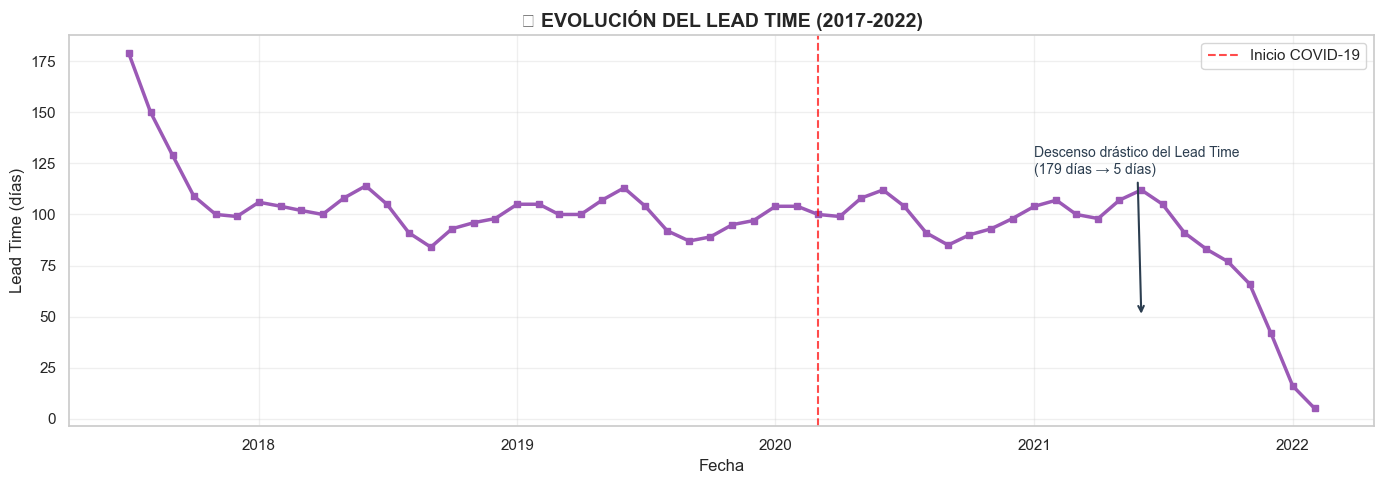 EVOLUCIÓN DEL LEAD TIME (2017-2022)
Inicio COVID-19
Descenso drástico del Lead Time
(179 días → 5 días)
Lead Time (días)
175
150
125
100
75
50
25
0
2018
2019
2020
2021
2022
Fecha